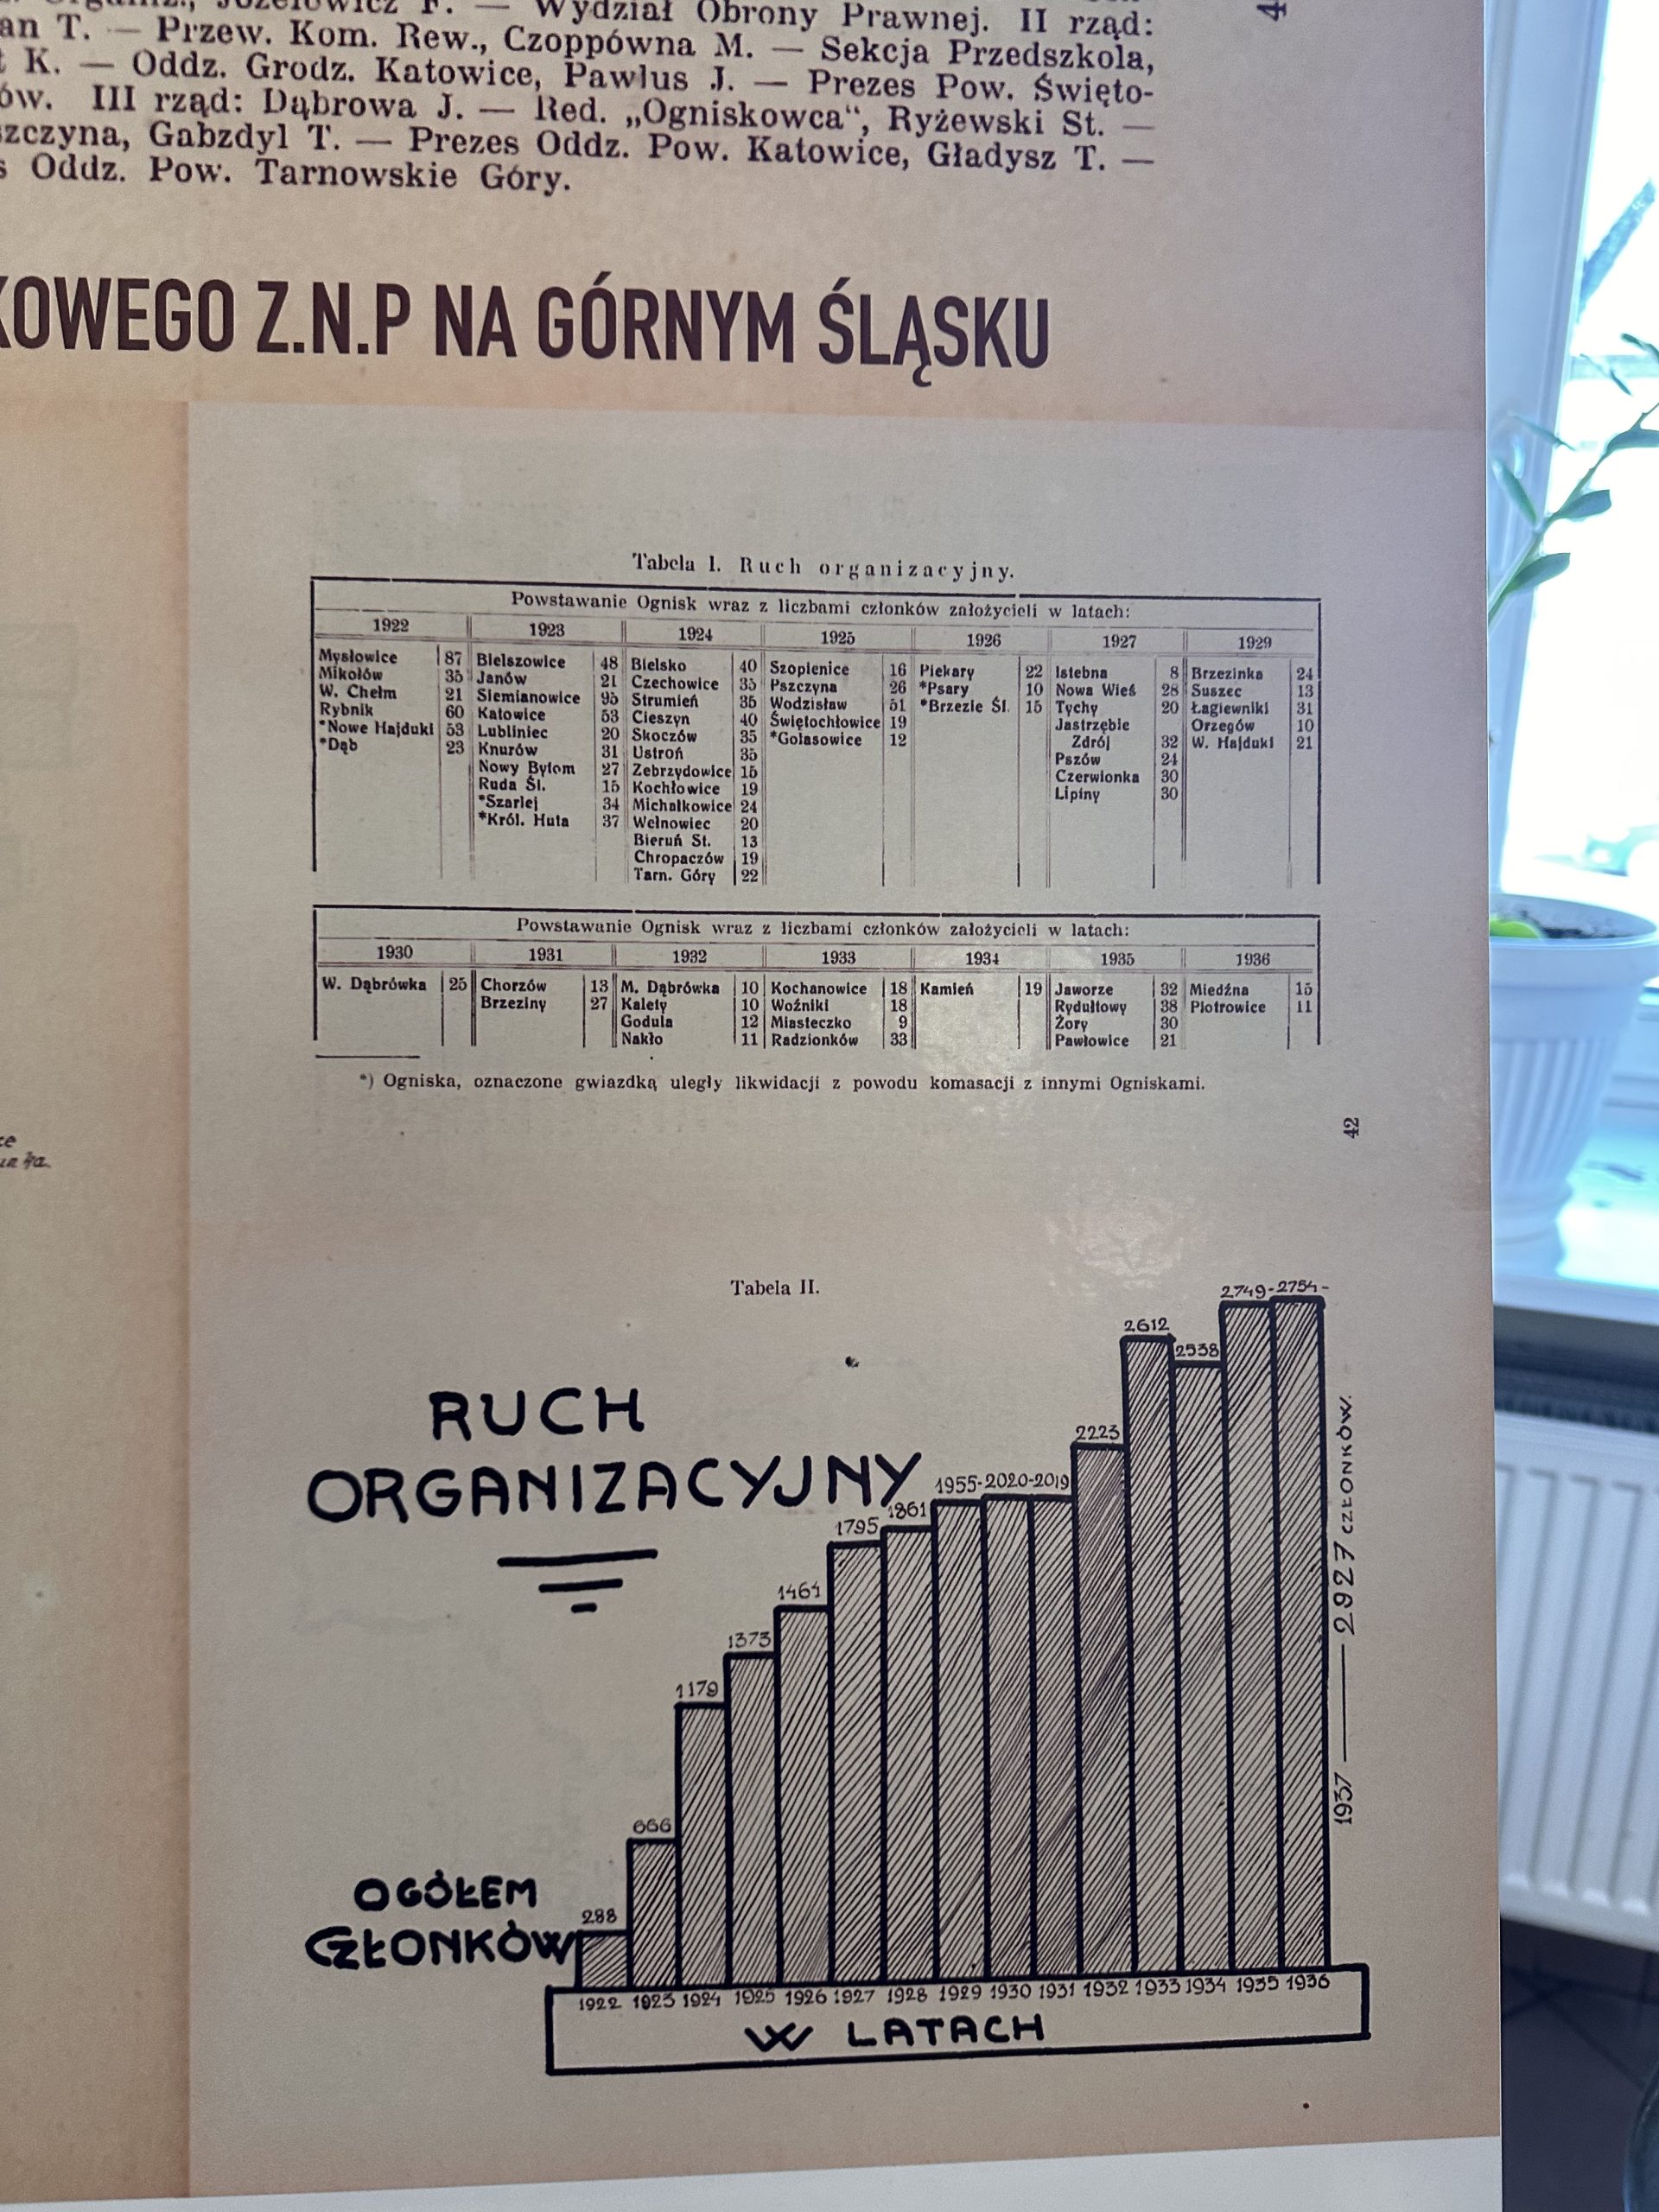 Józefowicz F. — Wydział Obrony Prawnej. II rząd:
an T. — Przew. Kom. Rew., Czoppówna M. — Sekcja Przedszkola,
K. — Oddz. Grodz. Katowice, Pawlus J. — Prezes Pow. Święto-
ów. III rząd: Dąbrowa J. — Red. „Ogniskowca“, Ryżewski St. —
szczyna, Gabzdyl T. — Prezes Oddz. Pow. Katowice, Gładysz T. —
s Oddz. Pow. Tarnowskie Góry.
KOWEGO Z.N.P NA GÓRNYM ŚLĄSKU
Tabela I. Ruch organizacyjny.
Powstawanie Ognisk wraz z liczbami członków założycieli w latach:
1922 1923 1924 1925 1926 1927 1929
Mysłowice 87 Bielszowice 48 Bielsko 40 Szopienice 16 Piekary 22 Istebna 8 Brzezinka 24
Mikołów 35 Janów 21 Czechowice 35 Pszczyna 26 *Psary 10 Nowa Wieś 28 Suszec 13
W. Chełm 21 Siemianowice 95 Strumień 35 Wodzisław 51 *Brzezie Śl. 15 Tychy 20 Łagiewniki 31
Rybnik 60 Katowice 53 Cieszyn 40 Świętochłowice 19 Jastrzębie Orzegów 10
*Nowe Hajduki 53 Lubliniec 20 Skoczów 35 *Gołasowice 12 Zdrój 32 W. Hajduki 21
*Dąb 23 Knurów 31 Ustroń 35 Pszów 24
Nowy Bytom 27 Zebrzydowice 15 Czerwionka 30
Ruda Śl. 15 Kochłowice 19 Lipiny 30
*Szarlej 34 Michałkowice 24
*Król. Huta 37 Wełnowiec 20
Bieruń St. 13
Chropaczów 19
Tarn. Góry 22
Powstawanie Ognisk wraz z liczbami członków założycieli w latach:
1930 1931 1932 1933 1934 1935 1936
W. Dąbrówka 25 Chorzów 13 M. Dąbrówka 10 Kochanowice 18 Kamień 19 Jaworze 32 Miedźna 15
Brzeziny 27 Kalety 10 Woźniki 18 Rydułtowy 38 Piotrowice 11
Godula 12 Miasteczko 9 Żory 30
Nakło 11 Radzionków 33 Pawłowice 21
*) Ogniska, oznaczone gwiazdką uległy likwidacji z powodu komasacji z innymi Ogniskami.
42
Tabela II.
RUCH
ORGANIZACYJNY
288 666 1179 1373 1464 1795 1861 1955-2020-2019 2223 2612 2538 2749-2754-
1937 — 2927 CZŁONKÓW.
OGÓŁEM
CZŁONKÓW
1922 1923 1924 1925 1926 1927 1928 1929 1930 1931 1932 1933 1934 1935 1936
W LATACH